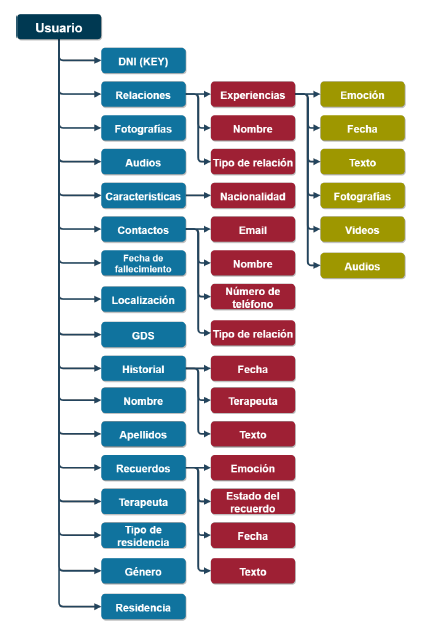 Usuario
DNI (KEY)
Relaciones
Experiencias
Emoción
Fotografías
Nombre
Fecha
Audios
Tipo de relación
Texto
Características
Nacionalidad
Fotografías
Contactos
Email
Videos
Fecha de
fallecimiento
Nombre
Audios
Localización
Número de
teléfono
GDS
Tipo de relación
Historial
Fecha
Nombre
Terapeuta
Apellidos
Texto
Recuerdos
Emoción
Terapeuta
Estado del
recuerdo
Tipo de
residencia
Fecha
Género
Texto
Residencia